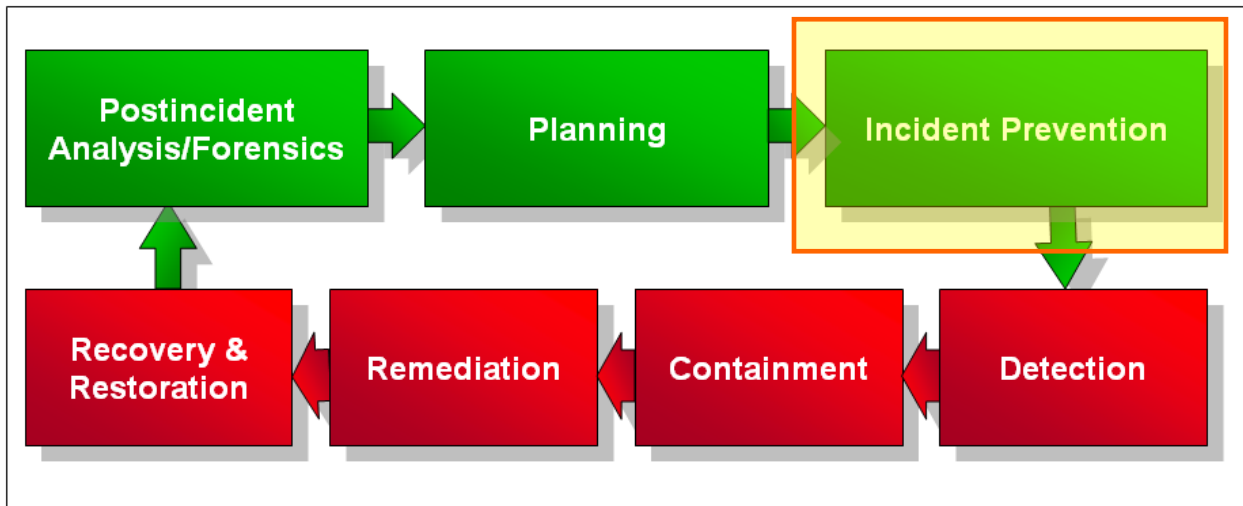 Postincident
Analysis/Forensics
Planning
Incident Prevention
Recovery &
Restoration
Remediation
Containment
Detection